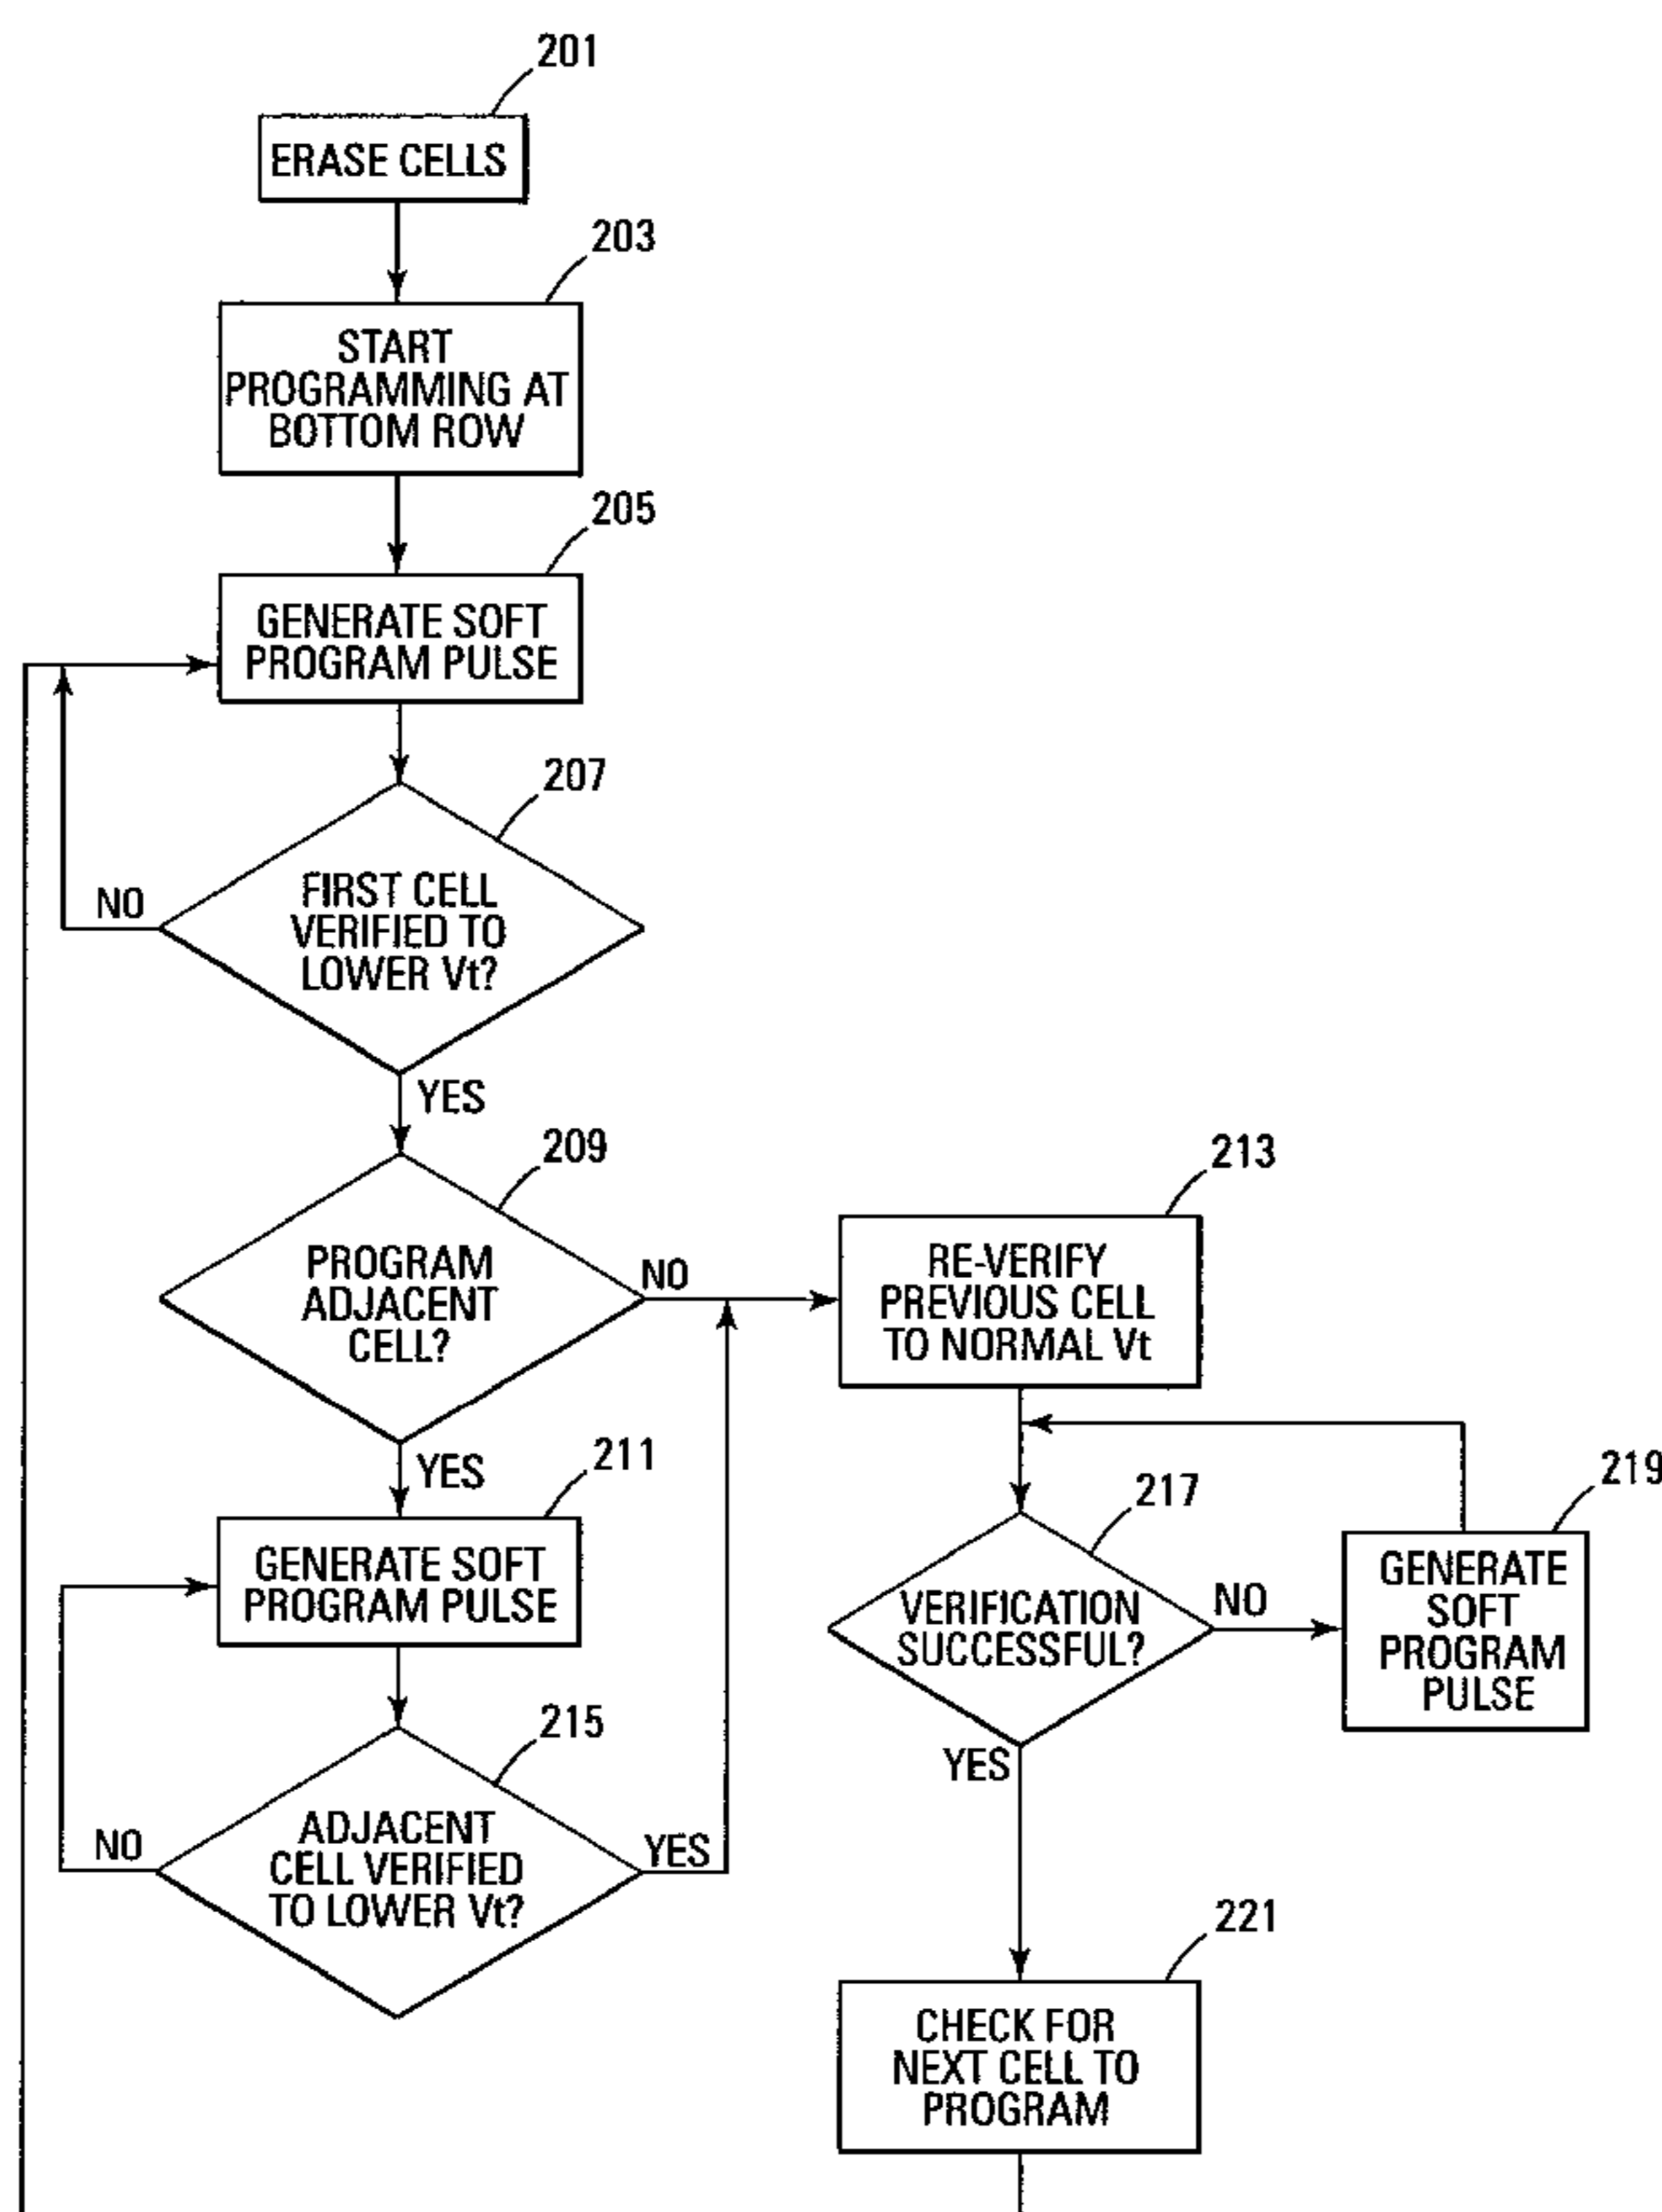 201
ERASE CELLS
203
START
PROGRAMMING AT
BOTTOM ROW
205
GENERATE SOFT
PROGRAM PULSE
207
FIRST CELL
VERIFIED TO
LOWER Vt?
NO
YES
209
PROGRAM
ADJACENT
CELL?
NO
YES
211
GENERATE SOFT
PROGRAM PULSE
215
ADJACENT
CELL VERIFIED
TO LOWER Vt?
NO
YES
213
RE-VERIFY
PREVIOUS CELL
TO NORMAL Vt
217
VERIFICATION
SUCCESSFUL?
NO
YES
219
GENERATE
SOFT
PROGRAM
PULSE
221
CHECK FOR
NEXT CELL TO
PROGRAM